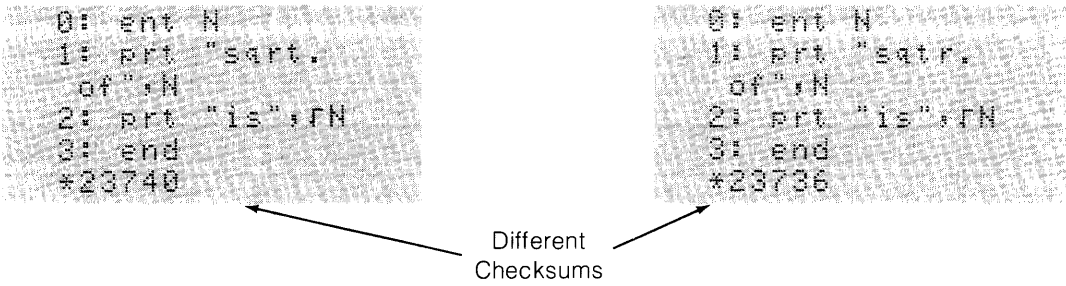 0: ent N
1: prt "sqrt.
of",N
2: prt "is",√N
3: end
*23740
0: ent N
1: prt "sqtr.
of",N
2: prt "is",√N
3: end
*23736
Different
Checksums